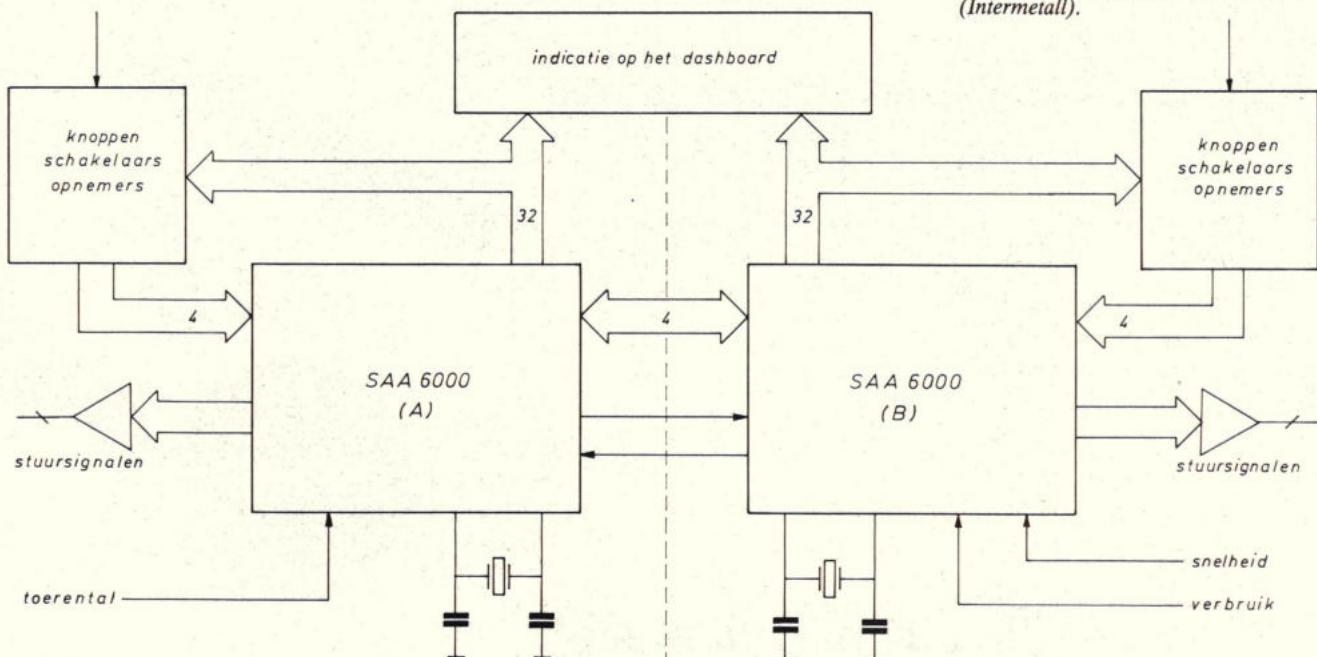 (Intermetall).
indicatie op het dashboard
knoppen
schakelaars
opnemers
knoppen
schakelaars
opnemers
32
32
4
4
4
SAA 6000
(A)
SAA 6000
(B)
stuursignalen
stuursignalen
toerental
snelheid
verbruik